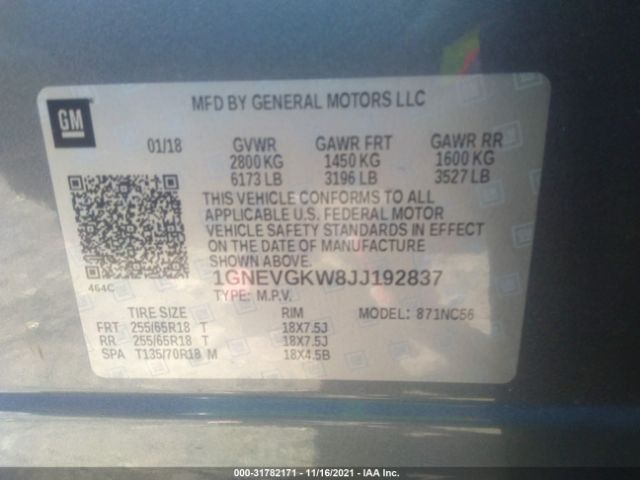 GM
MFD BY GENERAL MOTORS LLC
01/18 GVWR GAWR FRT GAWR RR
2800 KG 1450 KG 1600 KG
6173 LB 3196 LB 3527 LB
THIS VEHICLE CONFORMS TO ALL
APPLICABLE U.S. FEDERAL MOTOR
VEHICLE SAFETY STANDARDS IN EFFECT
ON THE DATE OF MANUFACTURE
SHOWN ABOVE.
464C
1GNEVGKW8JJ192837
TYPE: M.P.V.
TIRE SIZE RIM MODEL: 871NC56
FRT 255/65R18 T 18X7.5J
RR 255/65R18 T 18X7.5J
SPA T135/70R18 M 18X4.5B
000-31782171 - 11/16/2021 - IAA Inc.